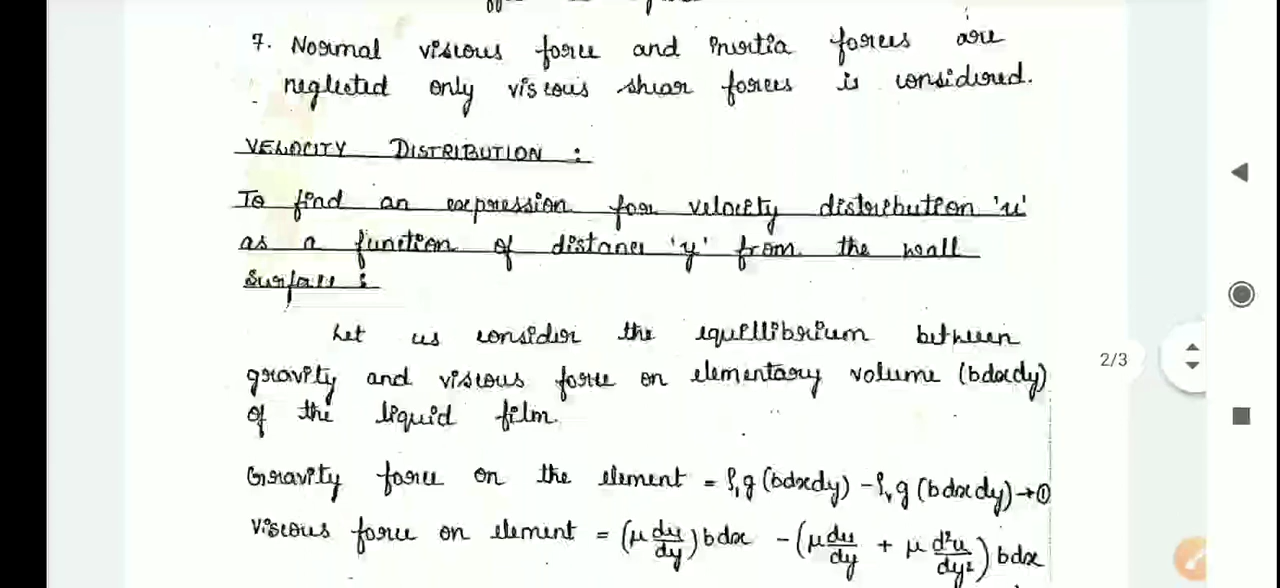 7. Normal viscous force and inertia forces are
neglected only viscous shear forces is considered.
VELOCITY DISTRIBUTION :
To find an expression for velocity distribution 'u'
as a function of distance 'y' from the wall
surface :
Let us consider the equillibrium between
gravity and viscous force on elementary volume (bdxdy)
of the liquid film.
Gravity force on the element = ρ₁g (bdxdy) - ρᵥg (bdxdy) → ①
Viscous force on element = (μ du/dy) bdx - (μ du/dy + μ d²u/dy²) bdx
2/3